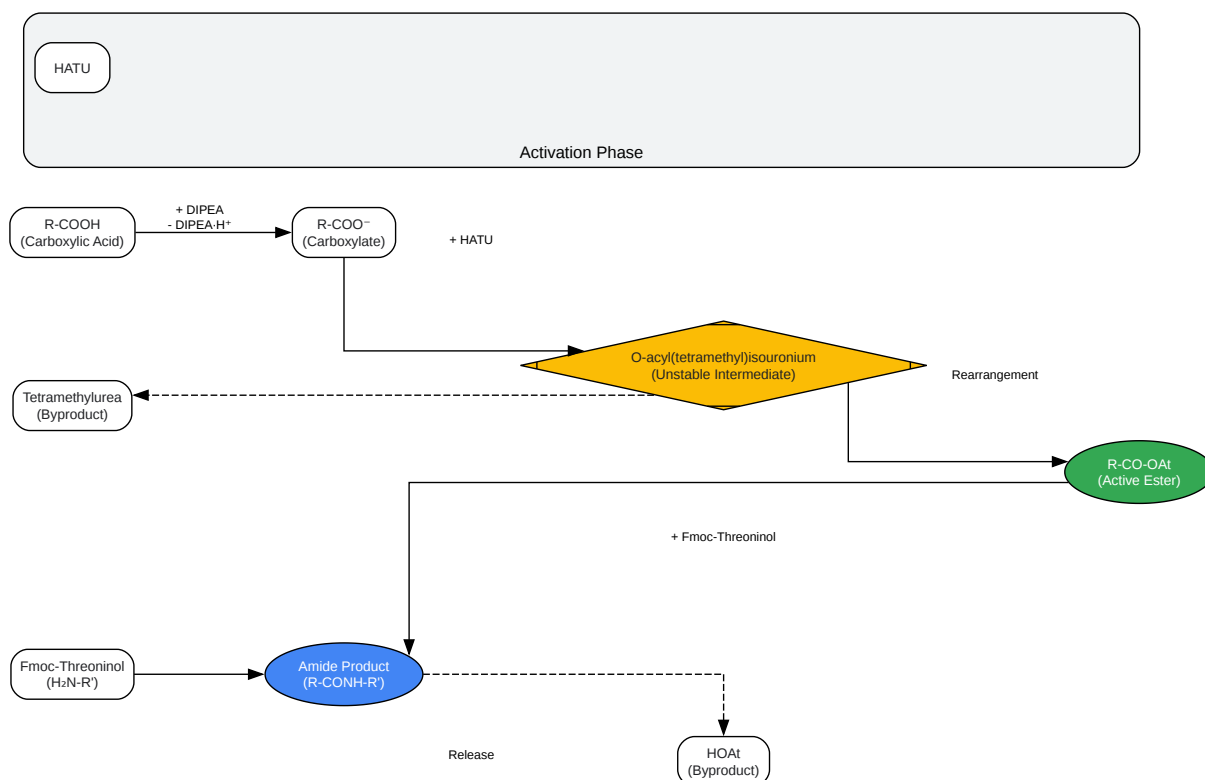 HATU
Activation Phase
+ DIPEA
- DIPEA·H⁺
R-COOH
(Carboxylic Acid)
R-COO⁻
(Carboxylate)
+ HATU
O-acyl(tetramethyl)isouronium
(Unstable Intermediate)
Rearrangement
Tetramethylurea
(Byproduct)
R-CO-OAt
(Active Ester)
+ Fmoc-Threoninol
Fmoc-Threoninol
(H₂N-R')
Amide Product
(R-CONH-R')
Release
HOAt
(Byproduct)